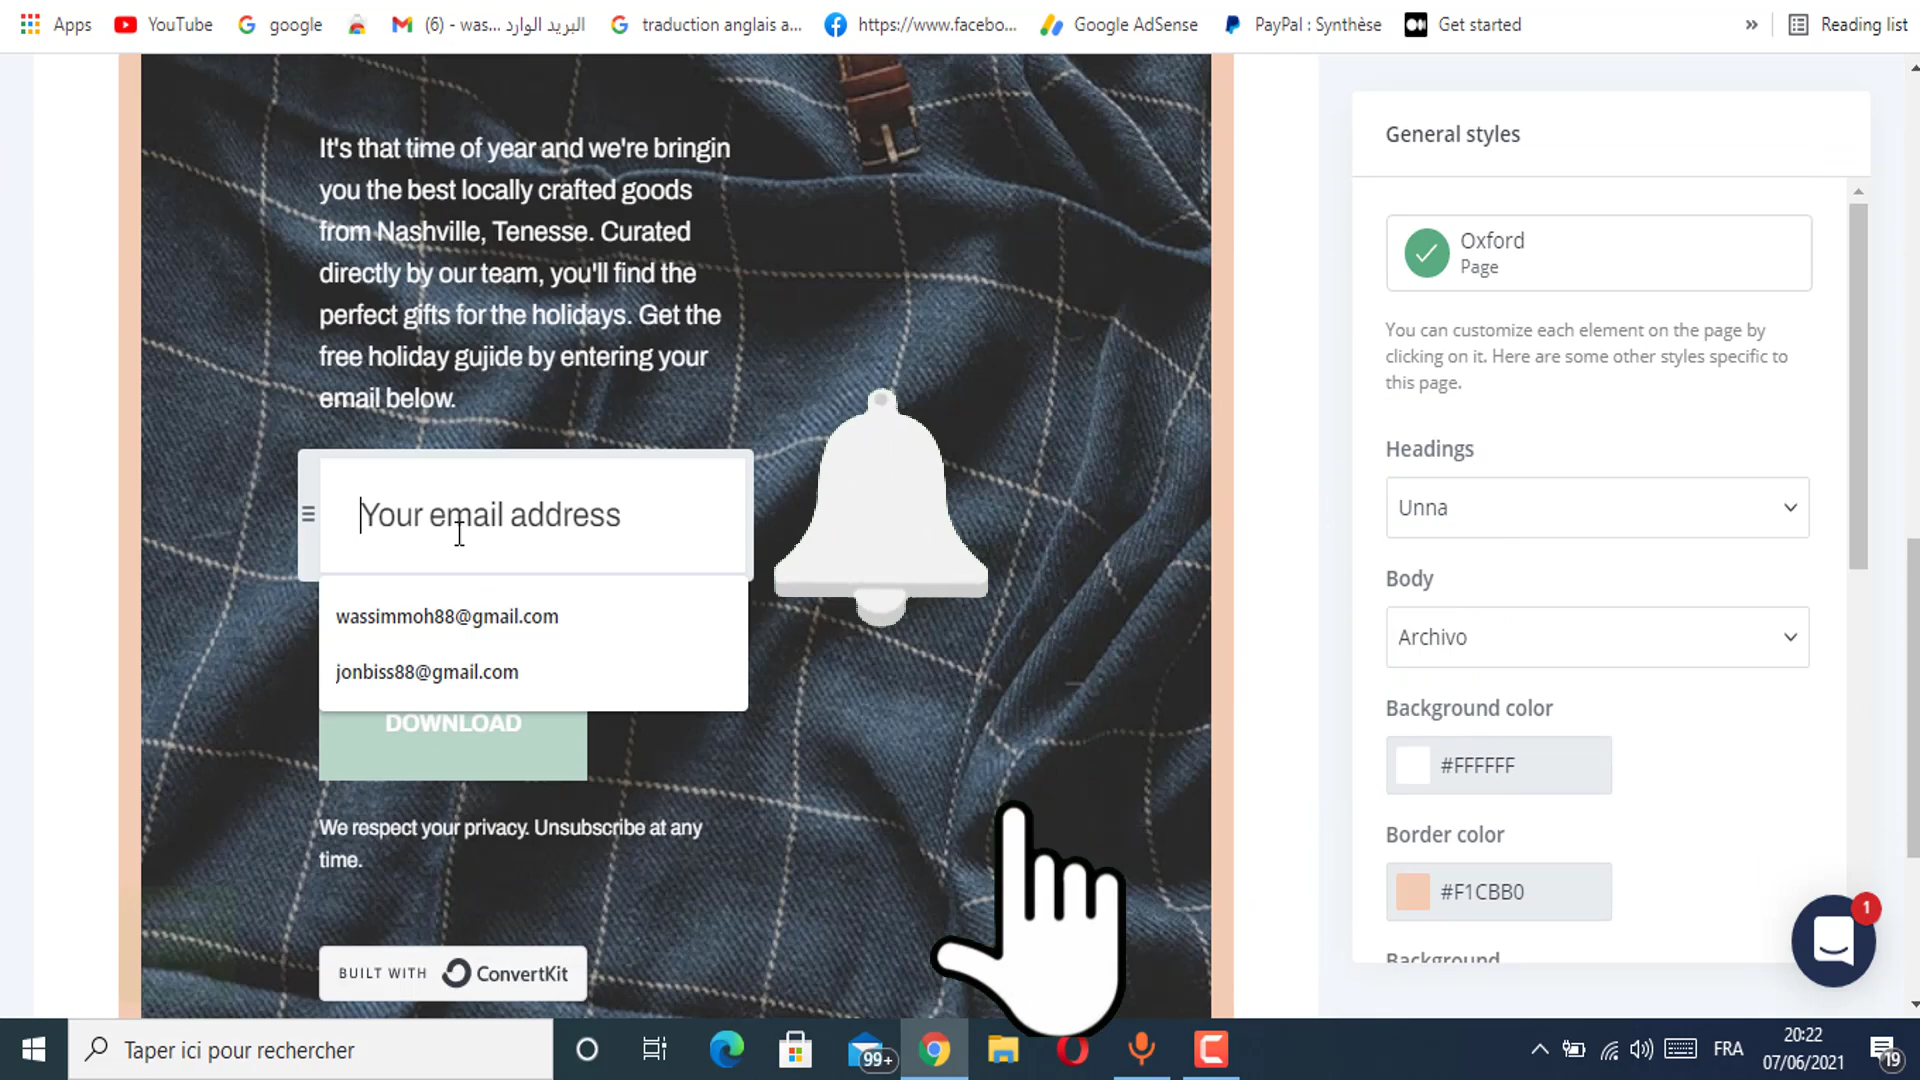 Apps YouTube google (6) - was... البريد الوارد traduction anglais a... https://www.facebo... Google AdSense PayPal : Synthèse Get started » Reading list
It's that time of year and we're bringin
you the best locally crafted goods
from Nashville, Tenesse. Curated
directly by our team, you'll find the
perfect gifts for the holidays. Get the
free holiday gujide by entering your
email below.
Your email address
wassimmoh88@gmail.com
jonbiss88@gmail.com
DOWNLOAD
We respect your privacy. Unsubscribe at any
time.
BUILT WITH ConvertKit
General styles
Oxford
Page
You can customize each element on the page by
clicking on it. Here are some other styles specific to
this page.
Headings
Unna
Body
Archivo
Background color
#FFFFFF
Border color
#F1CBB0
Background
1
Taper ici pour rechercher
99+
FRA
20:22
07/06/2021
19